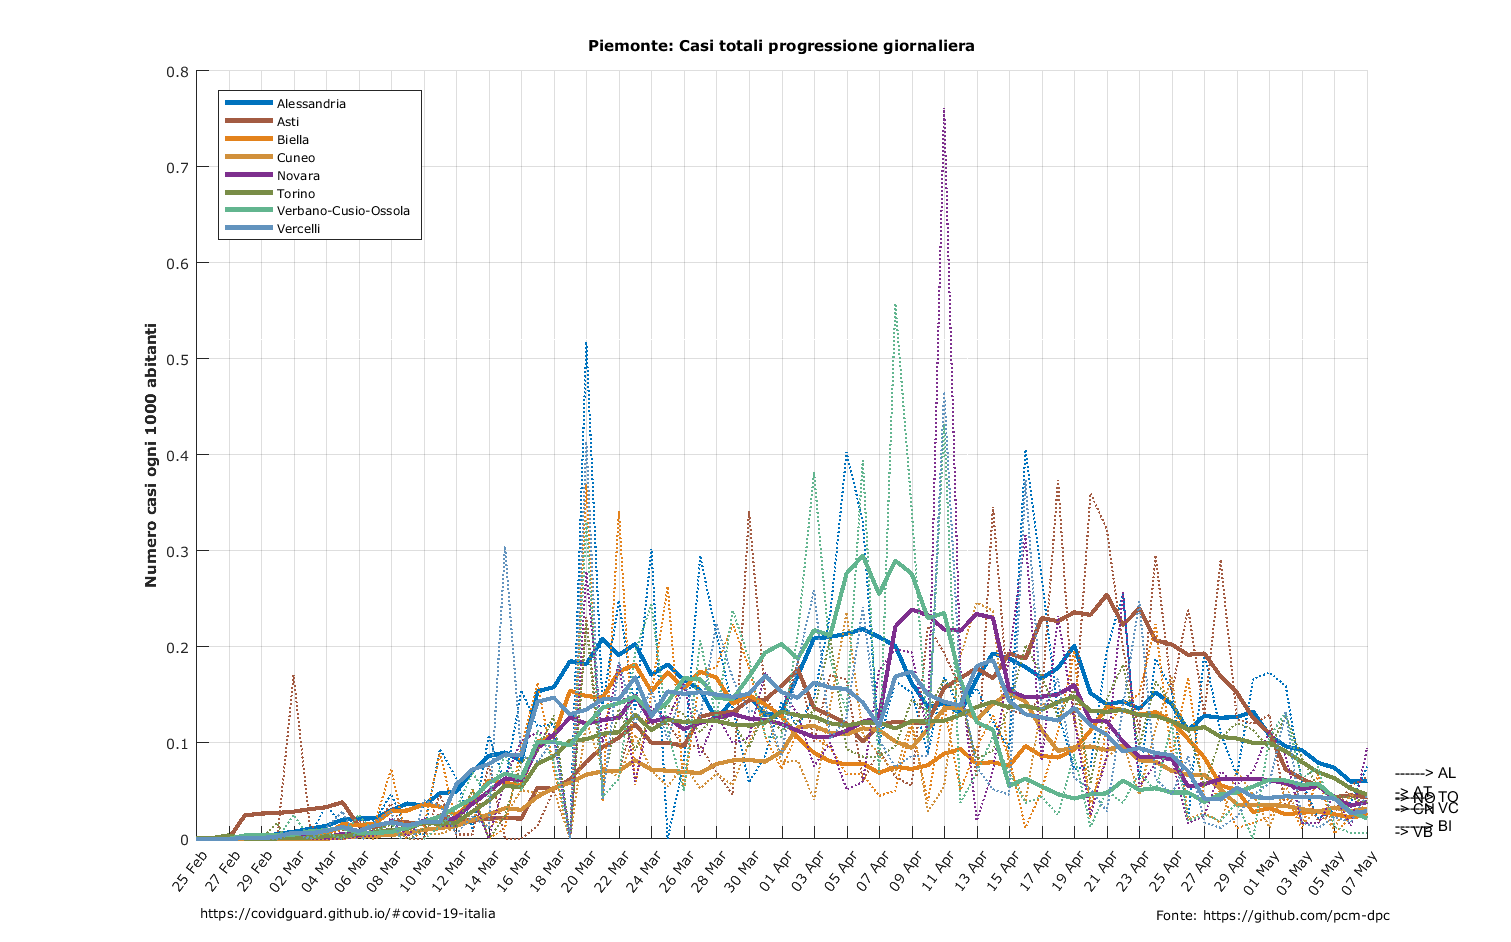 Piemonte: Casi totali progressione giornaliera
Numero casi ogni 1000 abitanti
0.8
0.7
0.6
0.5
0.4
0.3
0.2
0.1
0
Alessandria
Asti
Biella
Cuneo
Novara
Torino
Verbano-Cusio-Ossola
Vercelli
------> AL
-> AT
------> TO
-> NO
------> VC
-> CN
------> BI
-> VB
25 Feb
27 Feb
29 Feb
02 Mar
04 Mar
06 Mar
08 Mar
10 Mar
12 Mar
14 Mar
16 Mar
18 Mar
20 Mar
22 Mar
24 Mar
26 Mar
28 Mar
30 Mar
01 Apr
03 Apr
05 Apr
07 Apr
09 Apr
11 Apr
13 Apr
15 Apr
17 Apr
19 Apr
21 Apr
23 Apr
25 Apr
27 Apr
29 Apr
01 May
03 May
05 May
07 May
https://covidguard.github.io/#covid-19-italia
Fonte: https://github.com/pcm-dpc